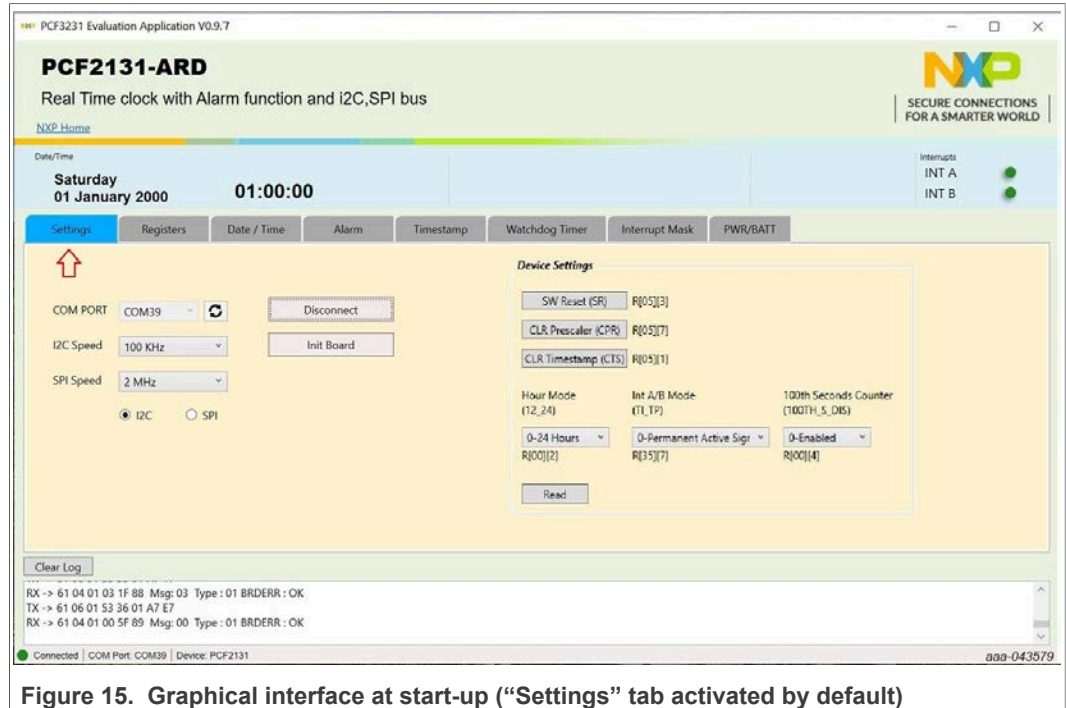 PCF3231 Evaluation Application V0.9.7
PCF2131-ARD
Real Time clock with Alarm function and i2C,SPI bus
NXP Home
NXP
SECURE CONNECTIONS
FOR A SMARTER WORLD
Date/Time
Saturday
01 January 2000
01:00:00
Interrupts
INT A
INT B
Settings Registers Date / Time Alarm Timestamp Watchdog Timer Interrupt Mask PWR/BATT
COM PORT COM39 Disconnect
I2C Speed 100 KHz Init Board
SPI Speed 2 MHz
I2C SPI
Device Settings
SW Reset (SR) R[05][3]
CLR Prescaler (CPR) R[05][7]
CLR Timestamp (CTS) R[05][1]
Hour Mode Int A/B Mode 100th Seconds Counter
(12_24) (TI_TP) (100TH_S_DIS)
0-24 Hours 0-Permanent Active Sigr 0-Enabled
R[00][2] R[35][7] R[00][4]
Read
Clear Log
RX -> 61 04 01 03 1F 88 Msg: 03 Type : 01 BRDERR : OK
TX -> 61 06 01 53 36 01 A7 E7
RX -> 61 04 01 00 5F 89 Msg: 00 Type : 01 BRDERR : OK
Connected COM Port: COM39 Device: PCF2131
aaa-043579
Figure 15. Graphical interface at start-up (“Settings” tab activated by default)